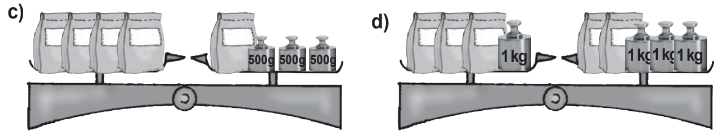 c)
500g 500g 500g
d)
1 kg
1 kg 1 kg 1 kg